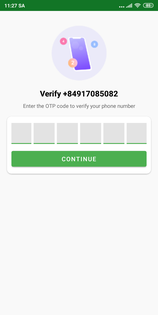 11:27 SA
Verify +84917085082
Enter the OTP code to verify your phone number
CONTINUE